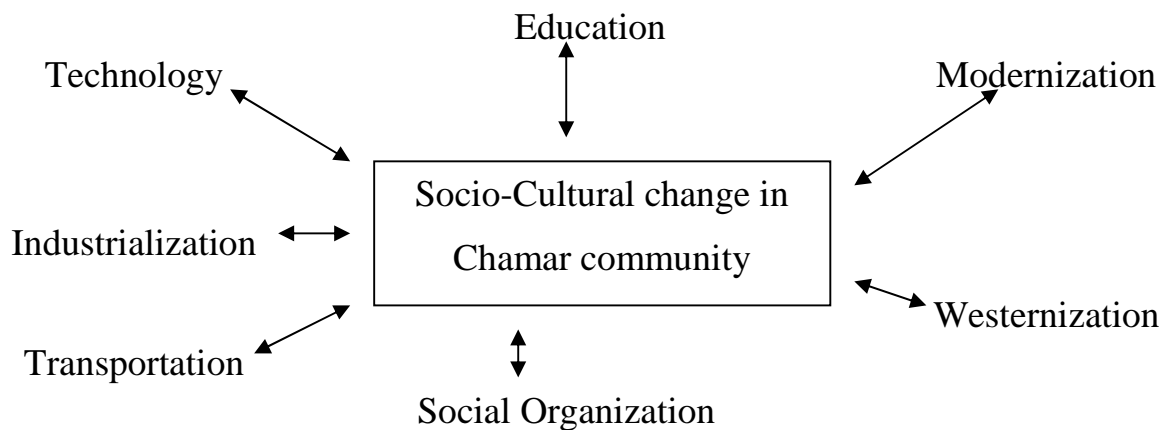 Education
Technology
Modernization
Socio-Cultural change in
Chamar community
Industrialization
Westernization
Transportation
Social Organization